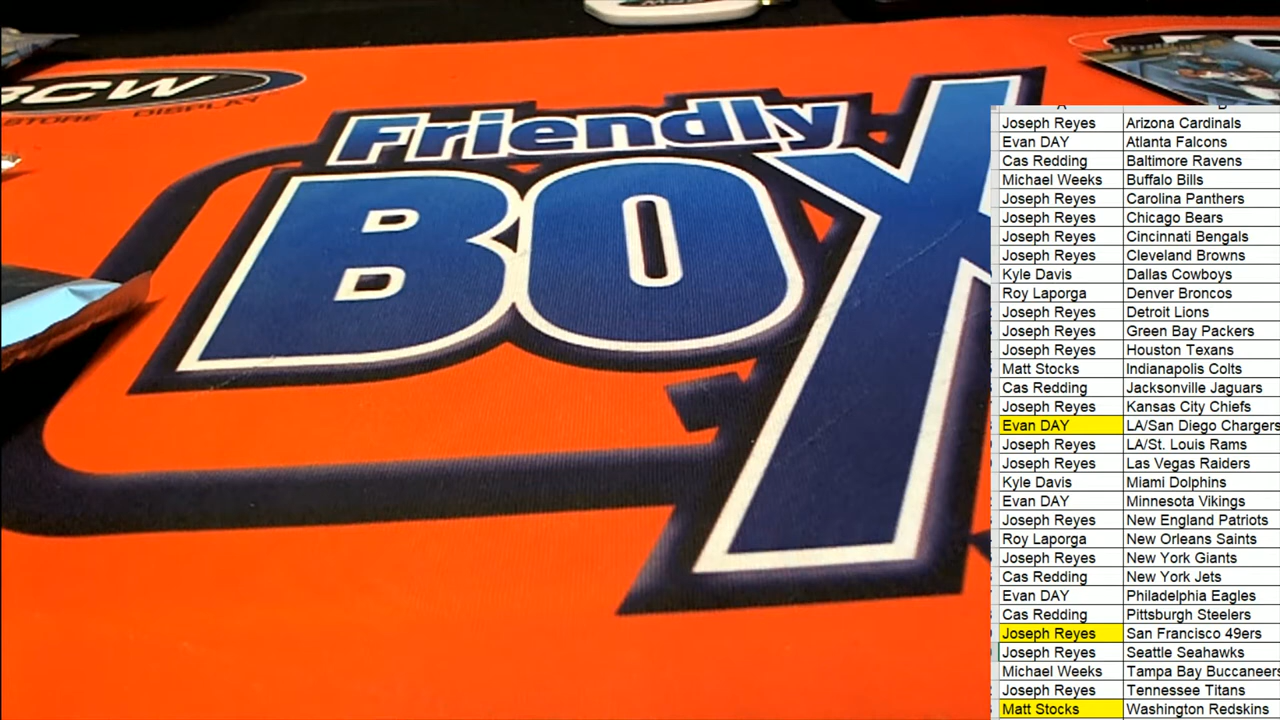 BCW
STORE DISPLAY
Friendly
BOX
A B
Joseph Reyes Arizona Cardinals
Evan DAY Atlanta Falcons
Cas Redding Baltimore Ravens
Michael Weeks Buffalo Bills
Joseph Reyes Carolina Panthers
Joseph Reyes Chicago Bears
Joseph Reyes Cincinnati Bengals
Joseph Reyes Cleveland Browns
Kyle Davis Dallas Cowboys
Roy Laporga Denver Broncos
Joseph Reyes Detroit Lions
Joseph Reyes Green Bay Packers
Joseph Reyes Houston Texans
Matt Stocks Indianapolis Colts
Cas Redding Jacksonville Jaguars
Joseph Reyes Kansas City Chiefs
Evan DAY LA/San Diego Chargers
Joseph Reyes LA/St. Louis Rams
Joseph Reyes Las Vegas Raiders
Kyle Davis Miami Dolphins
Evan DAY Minnesota Vikings
Joseph Reyes New England Patriots
Roy Laporga New Orleans Saints
Joseph Reyes New York Giants
Cas Redding New York Jets
Evan DAY Philadelphia Eagles
Cas Redding Pittsburgh Steelers
Joseph Reyes San Francisco 49ers
Joseph Reyes Seattle Seahawks
Michael Weeks Tampa Bay Buccaneers
Joseph Reyes Tennessee Titans
Matt Stocks Washington Redskins